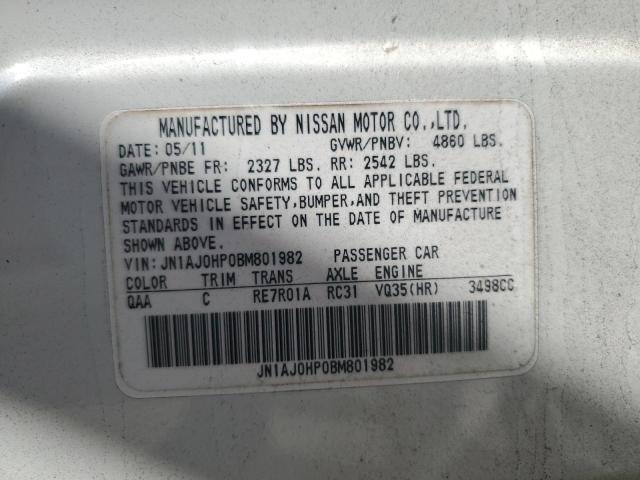 MANUFACTURED BY NISSAN MOTOR CO.,LTD.
DATE: 05/11 GVWR/PNBV: 4860 LBS.
GAWR/PNBE FR: 2327 LBS. RR: 2542 LBS.
THIS VEHICLE CONFORMS TO ALL APPLICABLE FEDERAL
MOTOR VEHICLE SAFETY,BUMPER,AND THEFT PREVENTION
STANDARDS IN EFFECT ON THE DATE OF MANUFACTURE
SHOWN ABOVE.
VIN: JN1AJ0HP0BM801982 PASSENGER CAR
COLOR TRIM TRANS AXLE ENGINE
QAA C RE7R01A RC31 VQ35(HR) 3498CC
JN1AJ0HP0BM801982